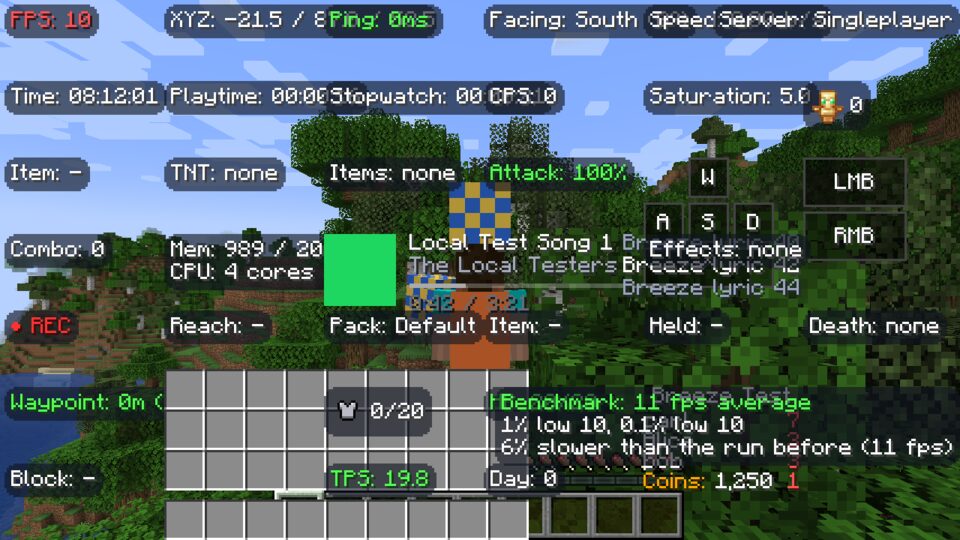 FPS: 10
XYZ: -21.5 / 8
Ping: 0ms
Facing: South
Speed
Server: Singleplayer
Time: 08:12:01
Playtime: 00:00
Stopwatch: 00
CPS: 0
Saturation: 5.0
0
Item: -
TNT: none
Items: none
Attack: 100%
W
LMB
A S D
RMB
Combo: 0
Mem: 989 / 20
CPU: 4 cores
Local Test Song 1
The Local Testers
Effects: none
Breeze lyric 42
Breeze lyric 44
REC
Reach: -
Pack: Default
Item: -
Held: -
Death: none
Waypoint: 0m (
0/20
Breeze Test
Benchmark: 11 fps average
1% low 10, 0.1% low 10
6% slower than the run before (11 fps)
Block: -
TPS: 19.8
Day: 0
Coins: 1,250
1